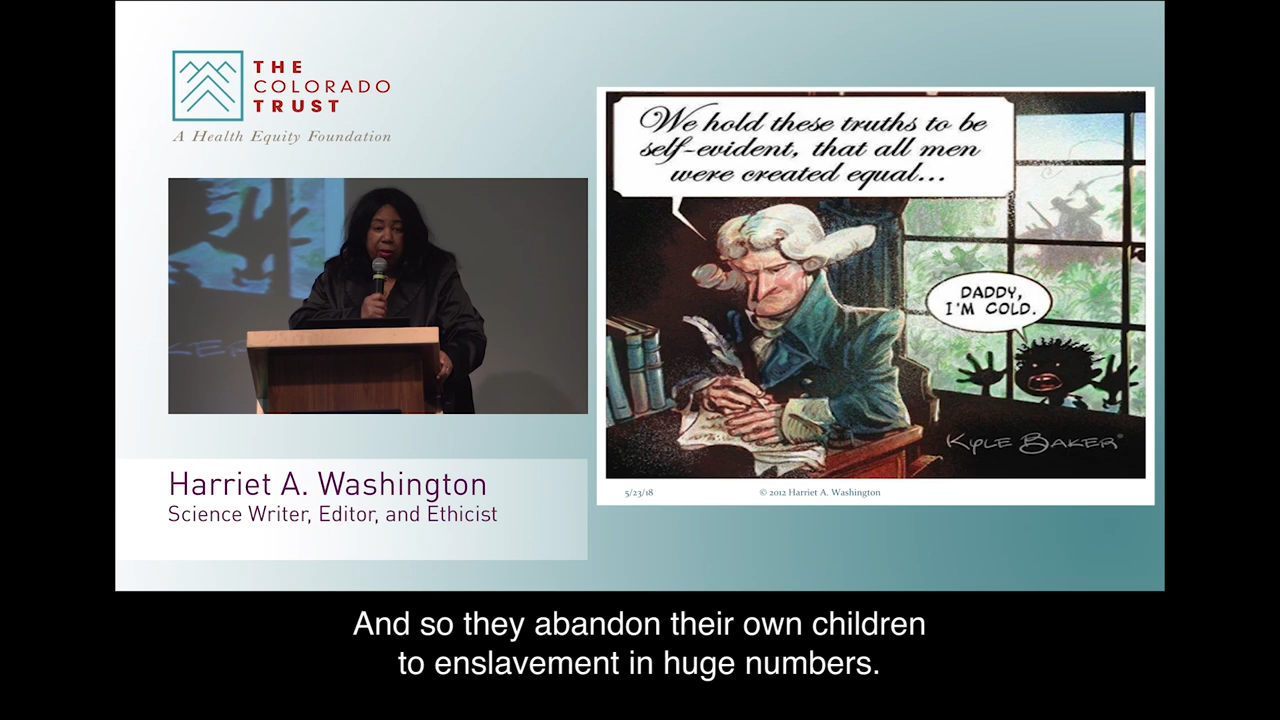 THE
COLORADO
TRUST
A Health Equity Foundation
We hold these truths to be
self-evident, that all men
were created equal...
DADDY,
I'M COLD.
KYLE BAKER
5/23/18
© 2012 Harriet A. Washington
Harriet A. Washington
Science Writer, Editor, and Ethicist
And so they abandon their own children
to enslavement in huge numbers.